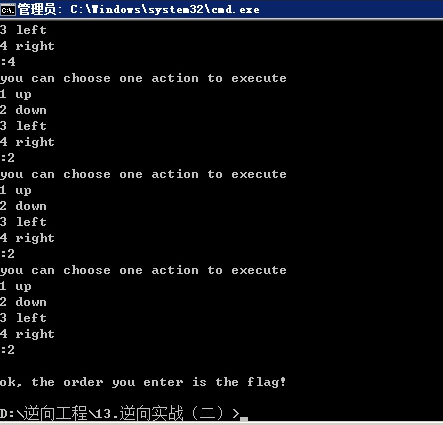 管理员: C:\Windows\system32\cmd.exe
3 left
4 right
:4
you can choose one action to execute
1 up
2 down
3 left
4 right
:2
you can choose one action to execute
1 up
2 down
3 left
4 right
:2
you can choose one action to execute
1 up
2 down
3 left
4 right
:2
ok, the order you enter is the flag!
D:\逆向工程\13.逆向实战（二）>_